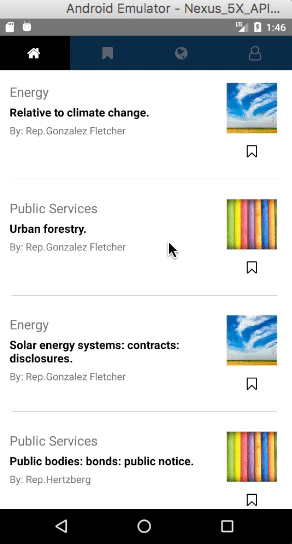 Android Emulator - Nexus_5X_API...
1:46
Energy
Relative to climate change.
By: Rep.Gonzalez Fletcher
Public Services
Urban forestry.
By: Rep.Gonzalez Fletcher
Energy
Solar energy systems: contracts:
disclosures.
By: Rep.Gonzalez Fletcher
Public Services
Public bodies: bonds: public notice.
By: Rep.Hertzberg